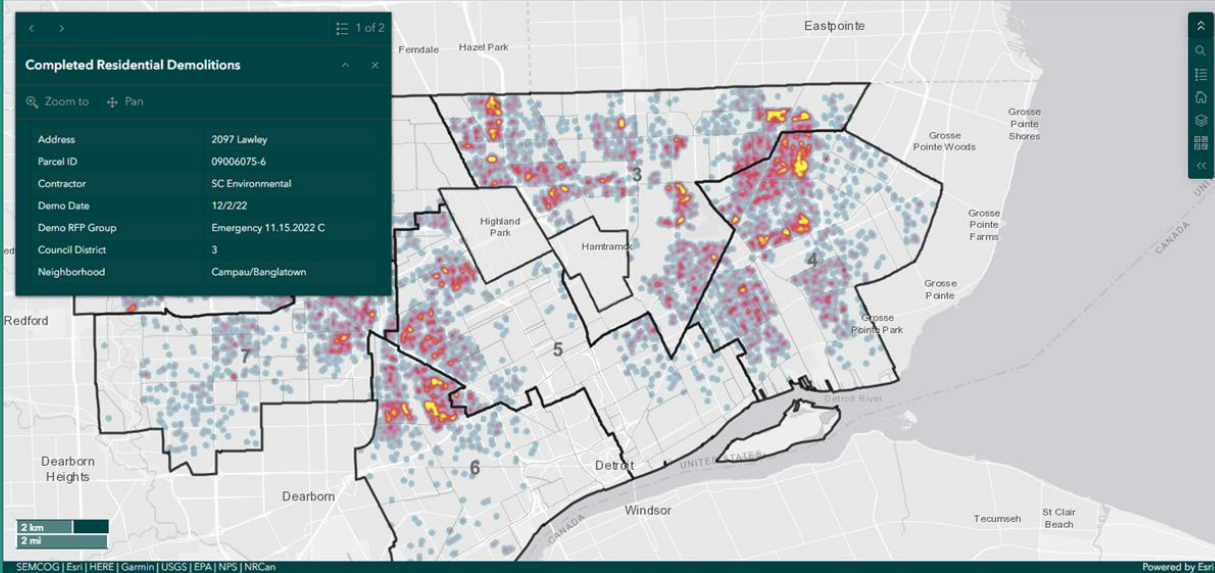 1 of 2
Completed Residential Demolitions
Zoom to Pan
Address 2097 Lawley
Parcel ID 09006075-6
Contractor SC Environmental
Demo Date 12/2/22
Demo RFP Group Emergency 11.15.2022 C
Council District 3
Neighborhood Campau/Banglatown
Eastpointe
Ferndale
Hazel Park
Grosse
Pointe
Shores
Grosse
Pointe Woods
3
Highland
Park
Hamtramck
Grosse
Pointe
Farms
CANADA
4
Grosse
Pointe
Redford
Grosse
Pointe Park
7
5
Detroit River
Dearborn
Heights
6
Detroit
UNITED STATES
Dearborn
Windsor
CANADA
Tecumseh
St Clair
Beach
2 km
2 mi
SEMCOG | Esri | HERE | Garmin | USGS | EPA | NPS | NRCan
Powered by Esri